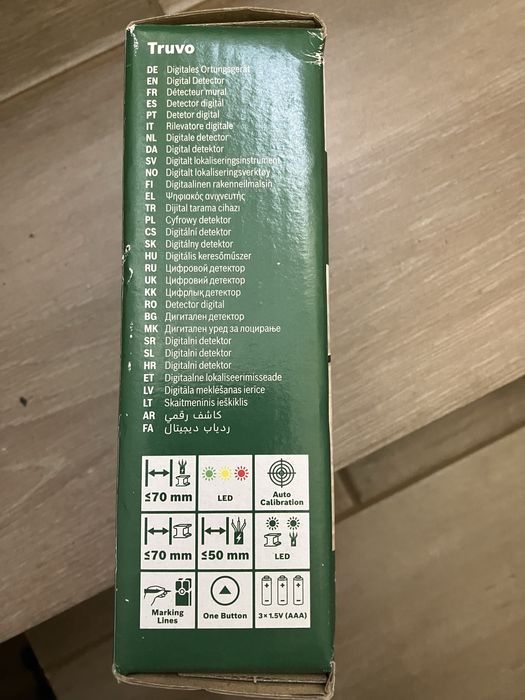 Truvo
DE Digitales Ortungsgerät
EN Digital Detector
FR Détecteur mural
ES Detector digital
PT Detetor digital
IT Rilevatore digitale
NL Digitale detector
DA Digital detektor
SV Digitalt lokaliseringsinstrument
NO Digitalt lokaliseringsverktøy
FI Digitaalinen rakenneilmaisin
EL Ψηφιακός ανιχνευτής
TR Dijital tarama cihazı
PL Cyfrowy detektor
CS Digitální detektor
SK Digitálny detektor
HU Digitális keresőműszer
RU Цифровой детектор
UK Цифровий детектор
KK Цифрлық детектор
RO Detector digital
BG Дигитален детектор
MK Дигитален уред за лоцирање
SR Digitalni detektor
SL Digitalni detektor
HR Digitalni detektor
ET Digitaalne lokaliseerimisseade
LV Digitāla meklēšanas ierīce
LT Skaitmeninis ieškiklis
AR كاشف رقمي
FA ردیاب دیجیتال
≤70 mm
LED
Auto
Calibration
≤70 mm
≤50 mm
LED
Marking
Lines
One Button
3×1.5V (AAA)